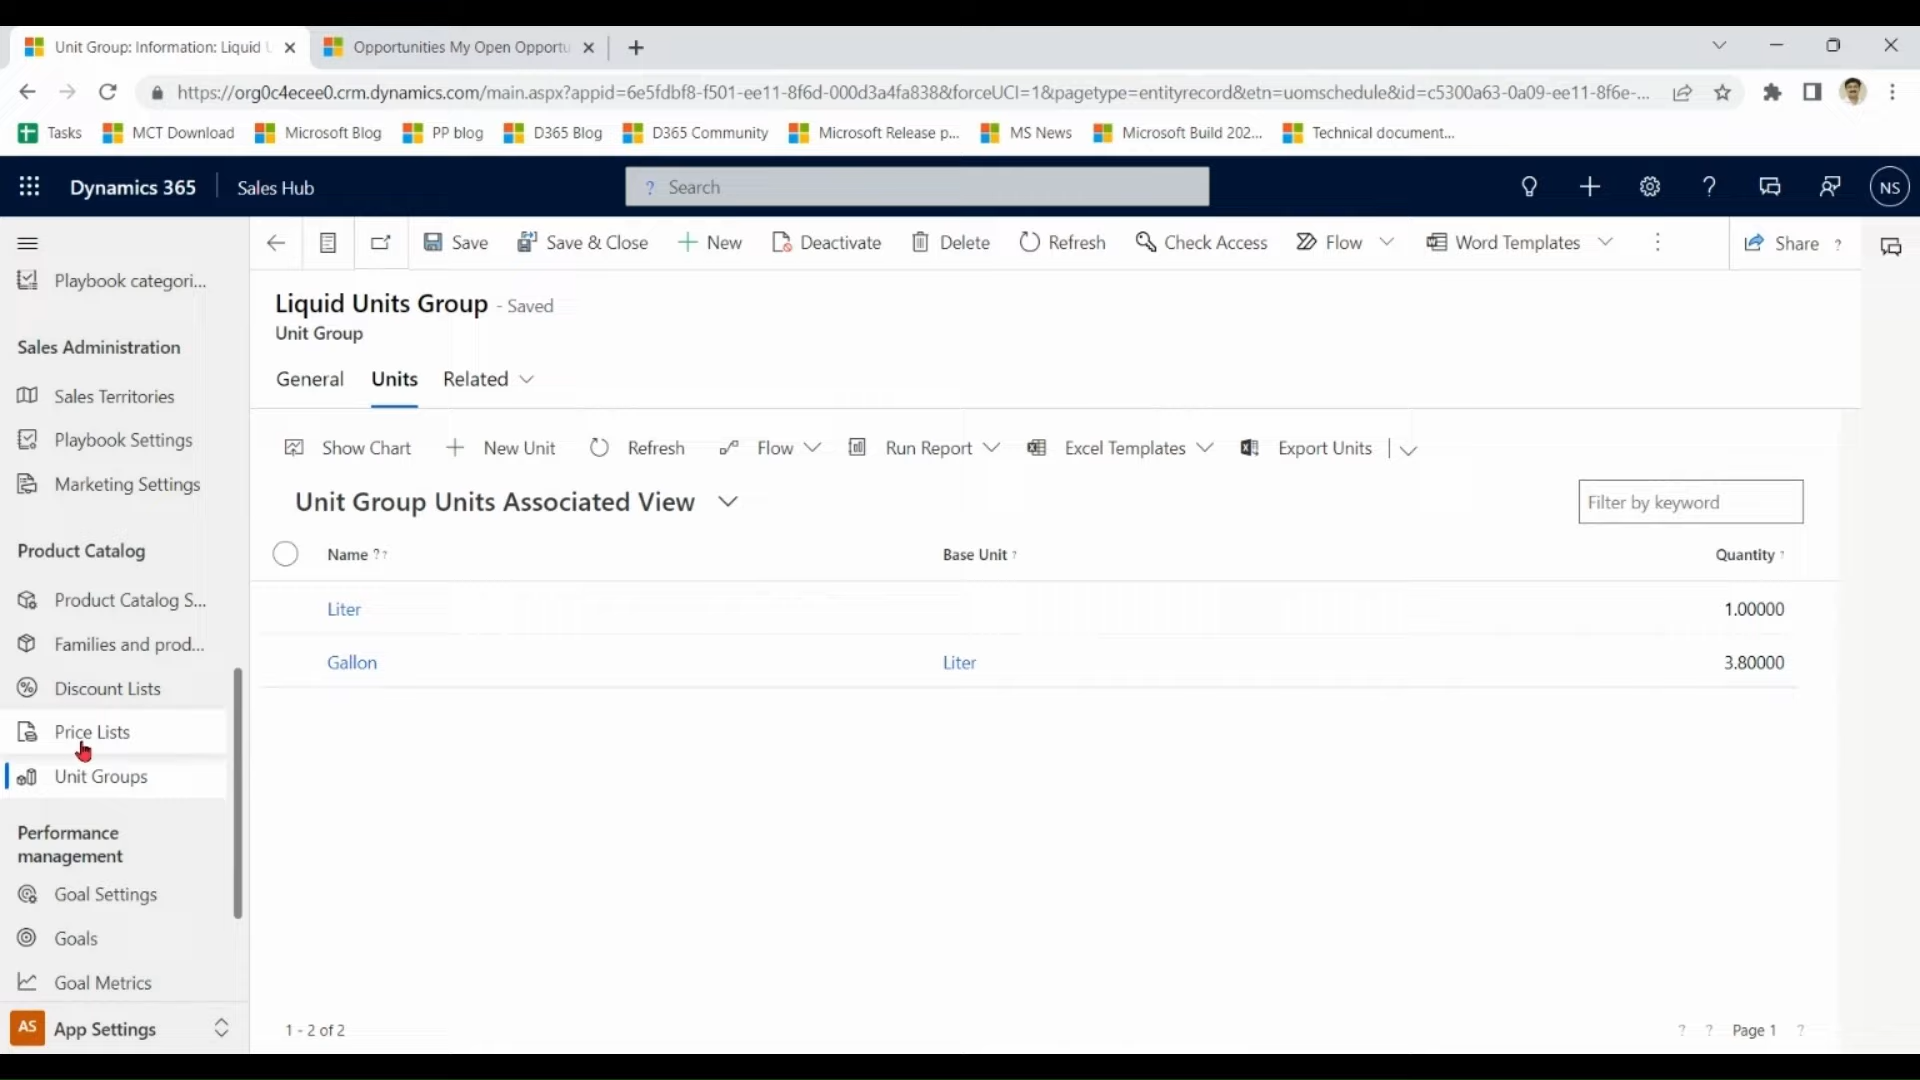 Unit Group: Information: Liquid U
Opportunities My Open Opportu
https://org0c4ecee0.crm.dynamics.com/main.aspx?appid=6e5fdbf8-f501-ee11-8f6d-000d3a4fa838&forceUCI=1&pagetype=entityrecord&etn=uomschedule&id=c5300a63-0a09-ee11-8f6e-...
Tasks MCT Download Microsoft Blog PP blog D365 Blog D365 Community Microsoft Release p... MS News Microsoft Build 202... Technical document...
Dynamics 365 Sales Hub ? Search ? NS
Save Save & Close New Deactivate Delete Refresh Check Access Flow Word Templates Share ?
Playbook categori...
Sales Administration
Sales Territories
Playbook Settings
Marketing Settings
Product Catalog
Product Catalog S...
Families and prod...
Discount Lists
Price Lists
Unit Groups
Performance
management
Goal Settings
Goals
Goal Metrics
AS App Settings
Liquid Units Group - Saved
Unit Group
General Units Related
Show Chart New Unit Refresh Flow Run Report Excel Templates Export Units
Unit Group Units Associated View
Filter by keyword
Name ?? Base Unit ? Quantity ?
Liter 1.00000
Gallon Liter 3.80000
1 - 2 of 2
? ? Page 1 ?